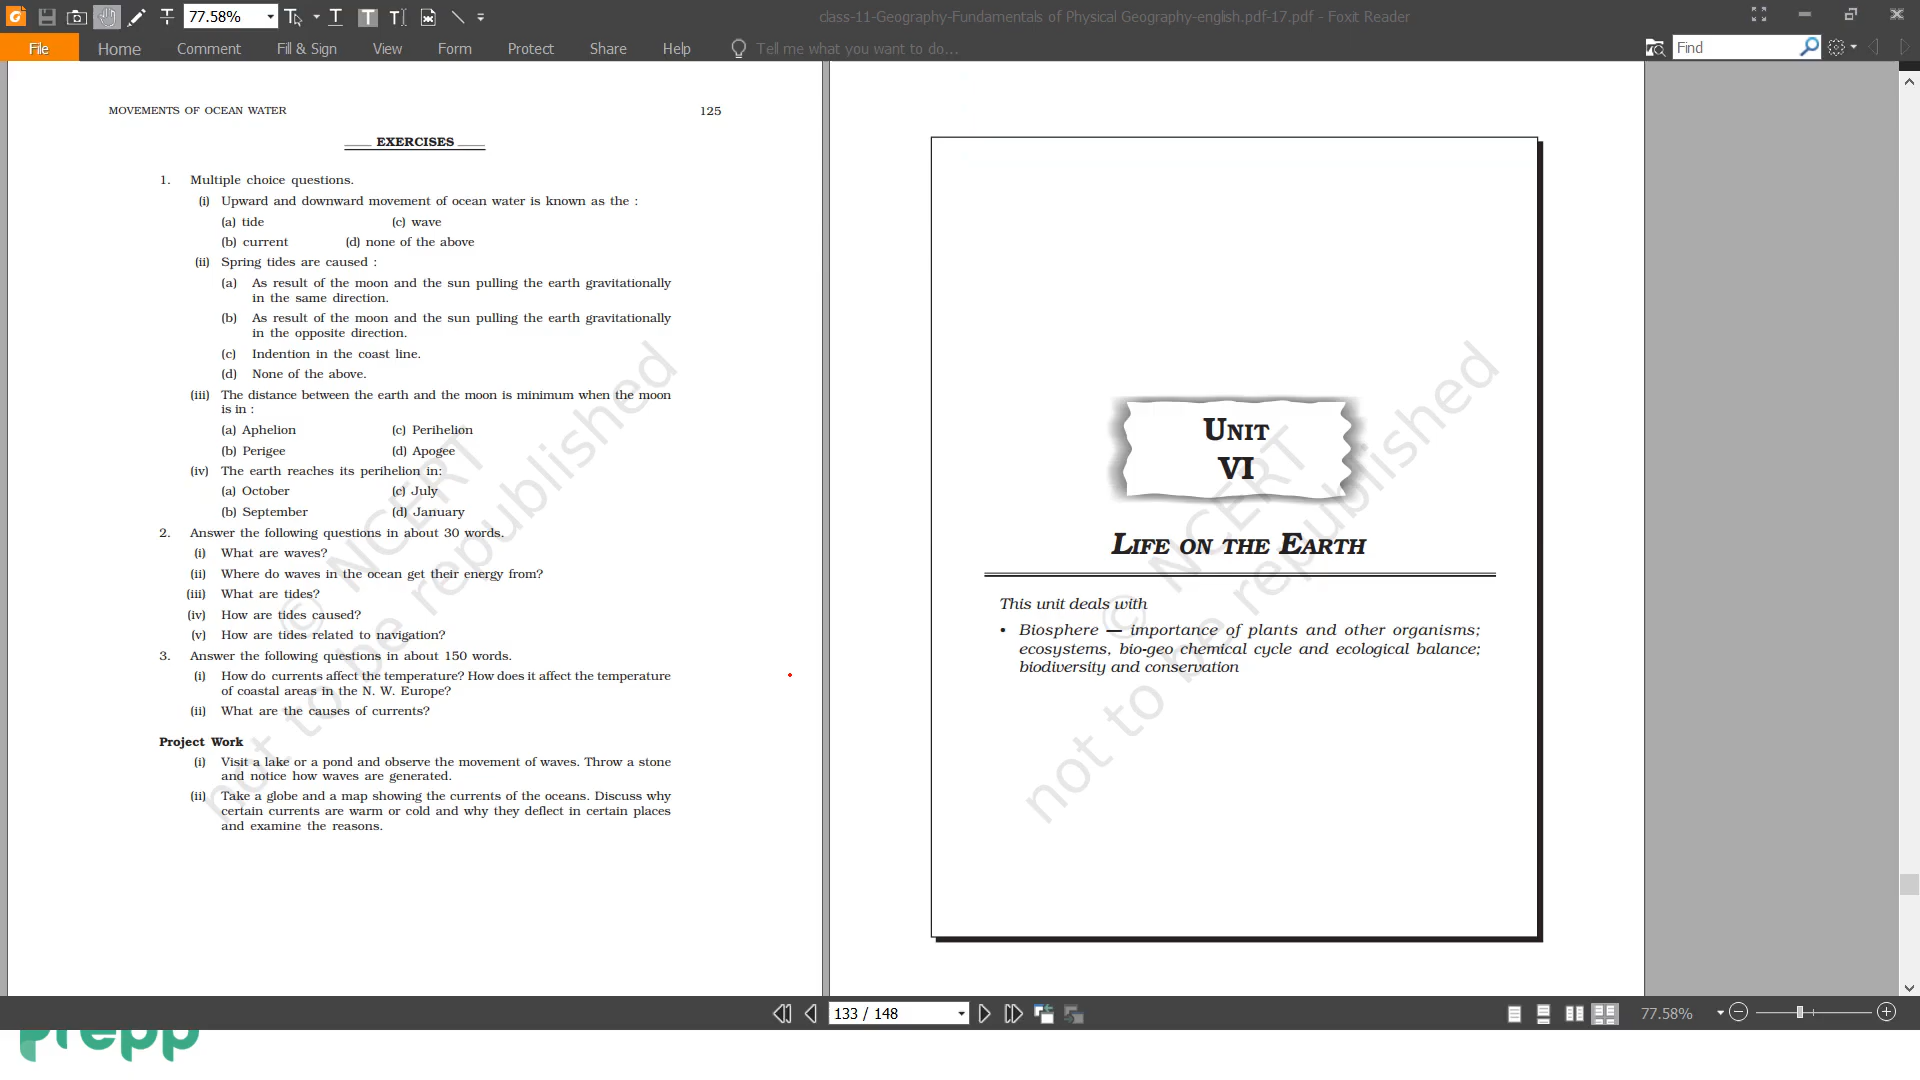 77.58%
class-11-Geography-Fundamentals of Physical Geography-english.pdf-17.pdf - Foxit Reader
File Home Comment Fill & Sign View Form Protect Share Help Tell me what you want to do... Find
MOVEMENTS OF OCEAN WATER 125
EXERCISES
1. Multiple choice questions.
(i) Upward and downward movement of ocean water is known as the :
(a) tide (c) wave
(b) current (d) none of the above
(ii) Spring tides are caused :
(a) As result of the moon and the sun pulling the earth gravitationally
in the same direction.
(b) As result of the moon and the sun pulling the earth gravitationally
in the opposite direction.
(c) Indention in the coast line.
(d) None of the above.
(iii) The distance between the earth and the moon is minimum when the moon
is in :
(a) Aphelion (c) Perihelion
(b) Perigee (d) Apogee
(iv) The earth reaches its perihelion in:
(a) October (c) July
(b) September (d) January
2. Answer the following questions in about 30 words.
(i) What are waves?
(ii) Where do waves in the ocean get their energy from?
(iii) What are tides?
(iv) How are tides caused?
(v) How are tides related to navigation?
3. Answer the following questions in about 150 words.
(i) How do currents affect the temperature? How does it affect the temperature
of coastal areas in the N. W. Europe?
(ii) What are the causes of currents?
Project Work
(i) Visit a lake or a pond and observe the movement of waves. Throw a stone
and notice how waves are generated.
(ii) Take a globe and a map showing the currents of the oceans. Discuss why
certain currents are warm or cold and why they deflect in certain places
and examine the reasons.
© NCERT
not to be republished
UNIT
VI
LIFE ON THE EARTH
This unit deals with
• Biosphere — importance of plants and other organisms;
ecosystems, bio-geo chemical cycle and ecological balance;
biodiversity and conservation
© NCERT
not to be republished
133 / 148
77.58%
prepp